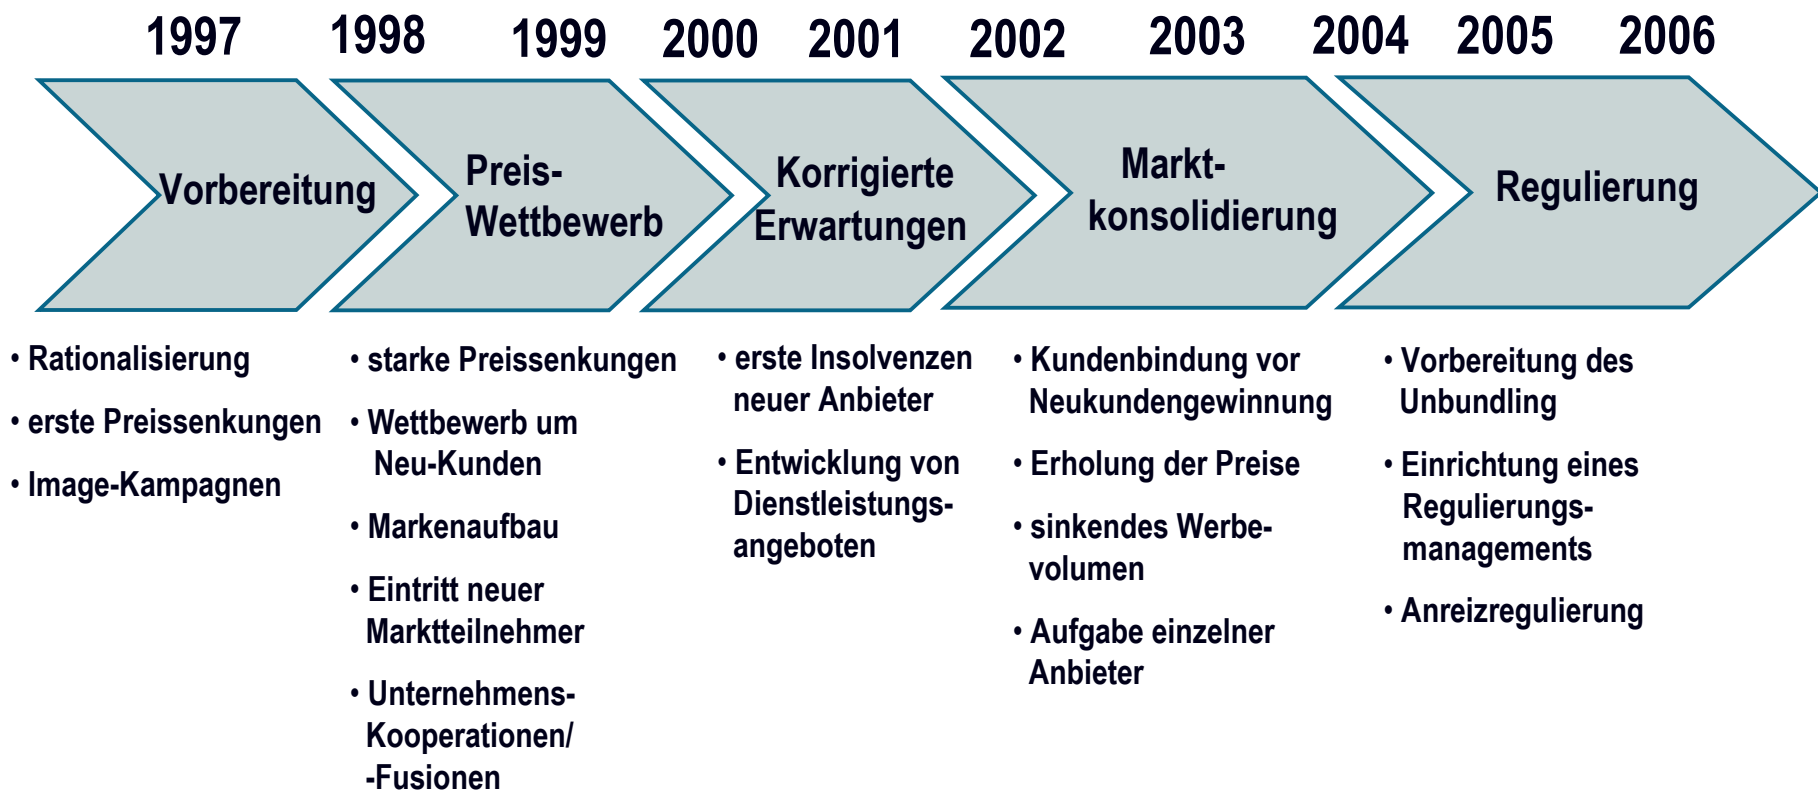 1997 1998 1999 2000 2001 2002 2003 2004 2005 2006
Vorbereitung
Preis-
Wettbewerb
Korrigierte
Erwartungen
Markt-
konsolidierung
Regulierung
• Rationalisierung
• erste Preissenkungen
• Image-Kampagnen
• starke Preissenkungen
• Wettbewerb um
Neu-Kunden
• Markenaufbau
• Eintritt neuer
Marktteilnehmer
• Unternehmens-
Kooperationen/
-Fusionen
• erste Insolvenzen
neuer Anbieter
• Entwicklung von
Dienstleistungs-
angeboten
• Kundenbindung vor
Neukundengewinnung
• Erholung der Preise
• sinkendes Werbe-
volumen
• Aufgabe einzelner
Anbieter
• Vorbereitung des
Unbundling
• Einrichtung eines
Regulierungs-
managements
• Anreizregulierung